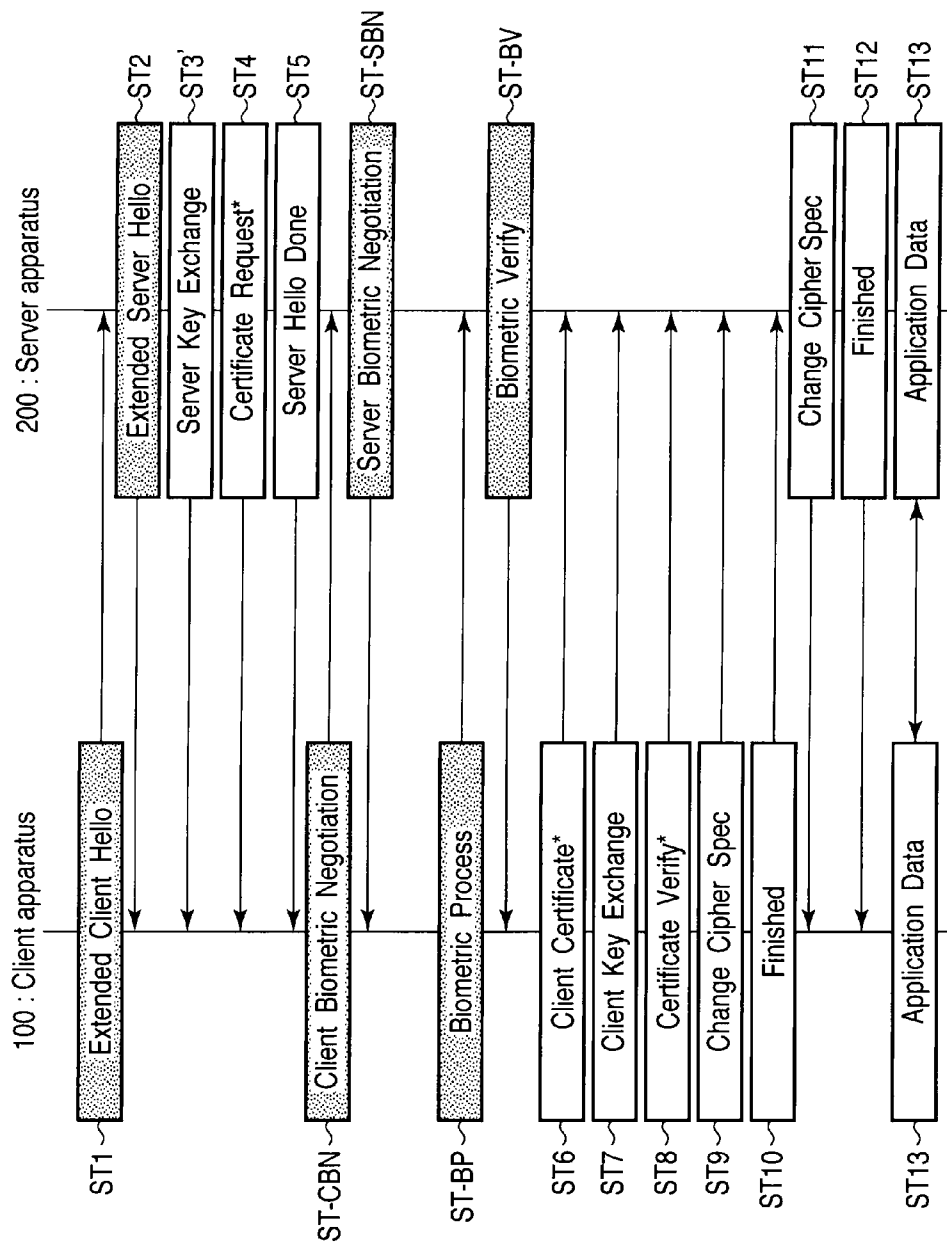 100 : Client apparatus
200 : Server apparatus
ST1
Extended Client Hello
Extended Server Hello
ST2
Server Key Exchange
ST3'
Certificate Request*
ST4
Server Hello Done
ST5
ST-CBN
Client Biometric Negotiation
Server Biometric Negotiation
ST-SBN
ST-BP
Biometric Process
Biometric Verify
ST-BV
ST6
Client Certificate*
ST7
Client Key Exchange
ST8
Certificate Verify*
ST9
Change Cipher Spec
ST10
Finished
Change Cipher Spec
ST11
Finished
ST12
ST13
Application Data
Application Data
ST13